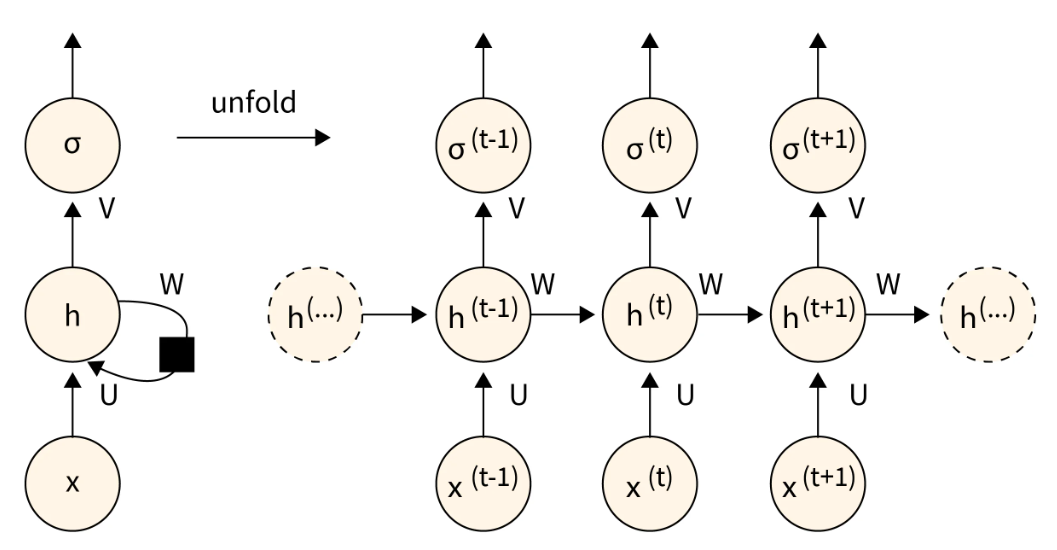 unfold
σ
σ (t-1)
σ (t)
σ (t+1)
V
V
V
V
W
W
W
W
h
h (...)
h (t-1)
h (t)
h (t+1)
h (...)
U
U
U
U
x
x (t-1)
x (t)
x (t+1)